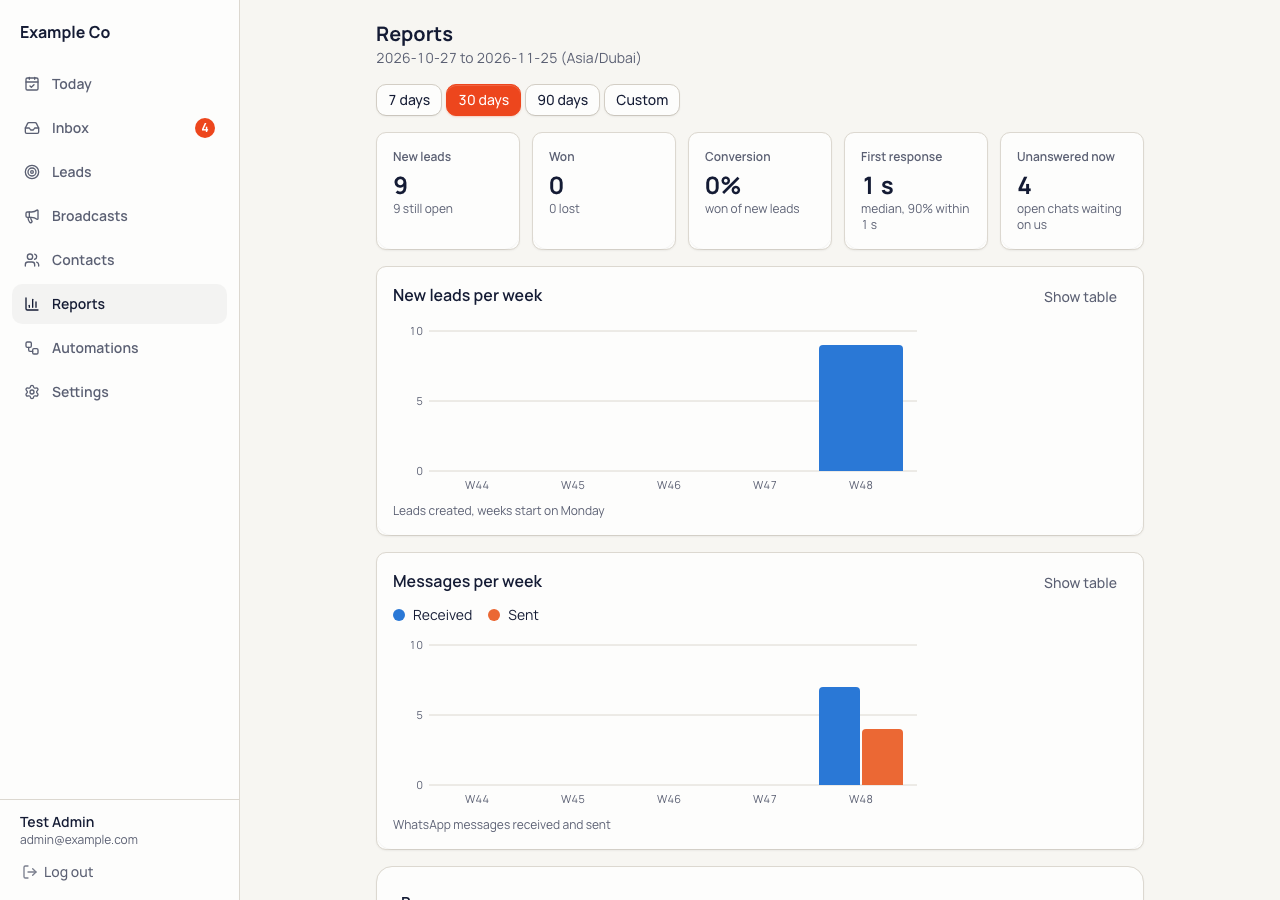 Example Co
Today
Inbox
4
Leads
Broadcasts
Contacts
Reports
Automations
Settings
Test Admin
admin@example.com
Log out
Reports
2026-10-27 to 2026-11-25 (Asia/Dubai)
7 days
30 days
90 days
Custom
New leads
9
9 still open
Won
0
0 lost
Conversion
0%
won of new leads
First response
1 s
median, 90% within
1 s
Unanswered now
4
open chats waiting
on us
New leads per week
Show table
10
5
0
W44 W45 W46 W47 W48
Leads created, weeks start on Monday
Messages per week
Show table
Received Sent
10
5
0
W44 W45 W46 W47 W48
WhatsApp messages received and sent